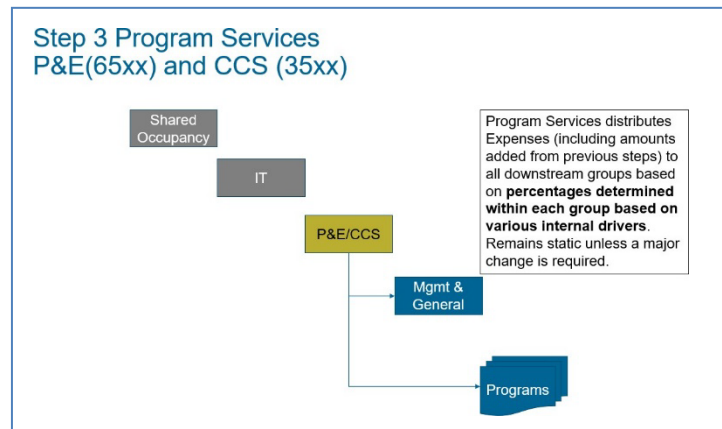 Step 3 Program Services
P&E(65xx) and CCS (35xx)
Shared
Occupancy
IT
P&E/CCS
Mgmt &
General
Programs
Program Services distributes
Expenses (including amounts
added from previous steps) to
all downstream groups based
on percentages determined
within each group based on
various internal drivers.
Remains static unless a major
change is required.